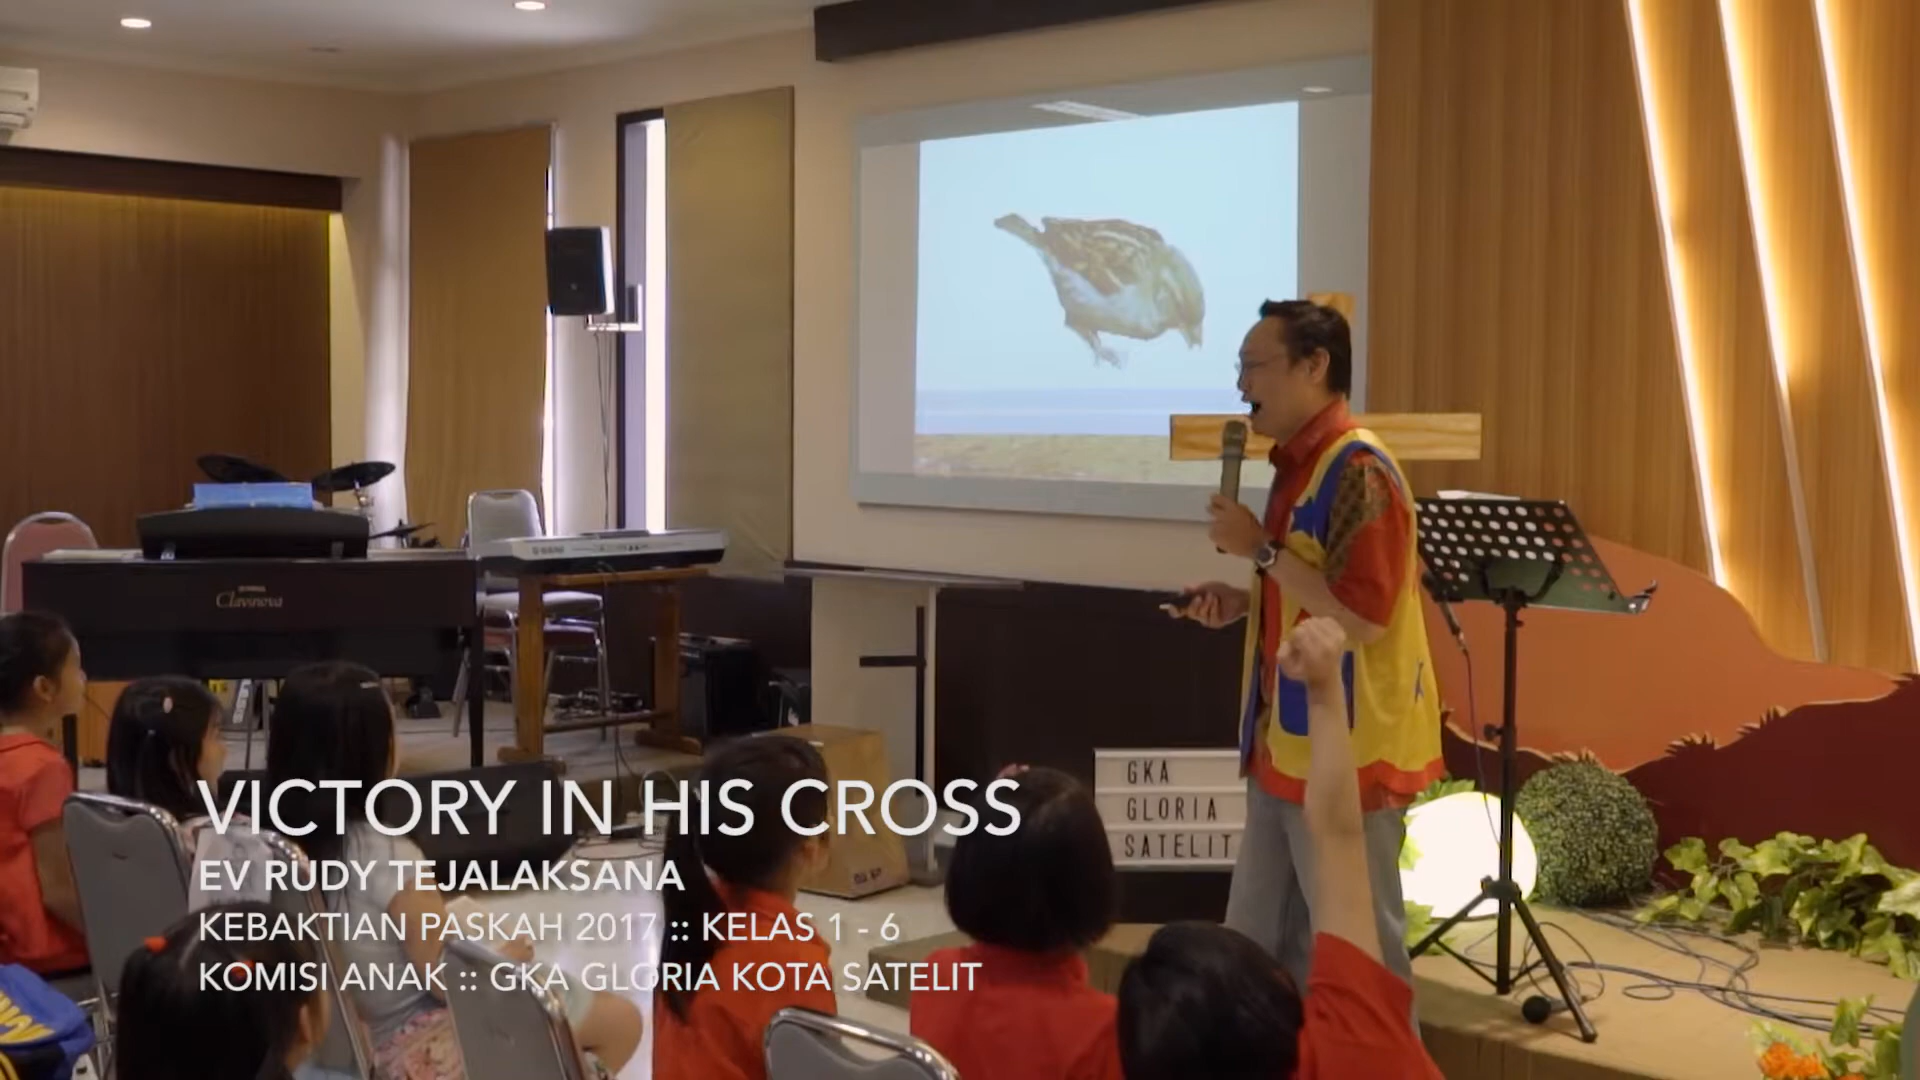 Clavinova
GKA
GLORIA
SATELIT
VICTORY IN HIS CROSS
EV RUDY TEJALAKSANA
KEBAKTIAN PASKAH 2017 :: KELAS 1 - 6
KOMISI ANAK :: GKA GLORIA KOTA SATELIT